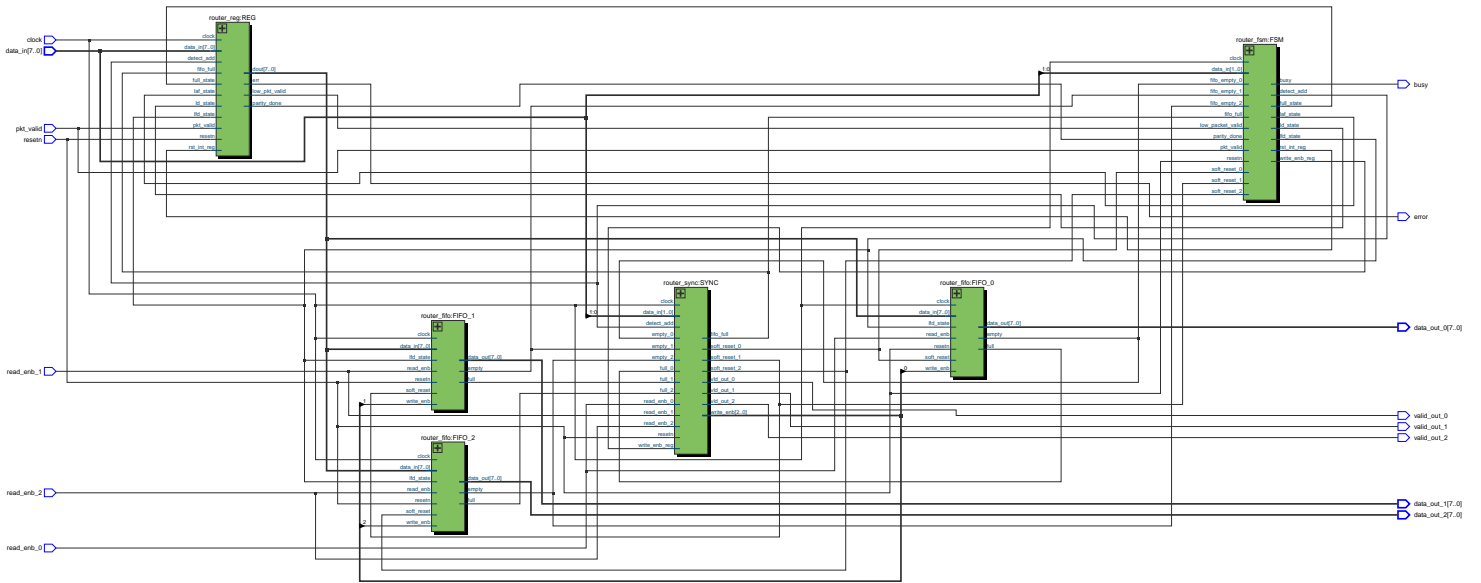 router_reg:REG
clock
data_in[7..0]
detect_add
fifo_full
full_state
laf_state
ld_state
lfd_state
pkt_valid
resetn
rst_int_reg
dout[7..0]
err
low_pkt_valid
parity_done
clock
data_in[7..0]
pkt_valid
resetn
read_enb_1
read_enb_2
read_enb_0
router_fsm:FSM
clock
1:0
data_in[1..0]
fifo_empty_0
fifo_empty_1
fifo_empty_2
fifo_full
low_packet_valid
parity_done
pkt_valid
resetn
soft_reset_0
soft_reset_1
soft_reset_2
busy
detect_add
full_state
laf_state
ld_state
lfd_state
rst_int_reg
write_enb_reg
busy
error
router_sync:SYNC
clock
1:0
data_in[1..0]
detect_add
empty_0
empty_1
empty_2
full_0
full_1
full_2
read_enb_0
read_enb_1
read_enb_2
resetn
write_enb_reg
fifo_full
soft_reset_0
soft_reset_1
soft_reset_2
vld_out_0
vld_out_1
vld_out_2
write_enb[2..0]
router_fifo:FIFO_0
clock
data_in[7..0]
lfd_state
read_enb
resetn
soft_reset
0
write_enb
data_out[7..0]
empty
full
router_fifo:FIFO_1
clock
data_in[7..0]
lfd_state
read_enb
resetn
soft_reset
1
write_enb
data_out[7..0]
empty
full
router_fifo:FIFO_2
clock
data_in[7..0]
lfd_state
read_enb
resetn
soft_reset
2
write_enb
data_out[7..0]
empty
full
data_out_0[7..0]
valid_out_0
valid_out_1
valid_out_2
data_out_1[7..0]
data_out_2[7..0]